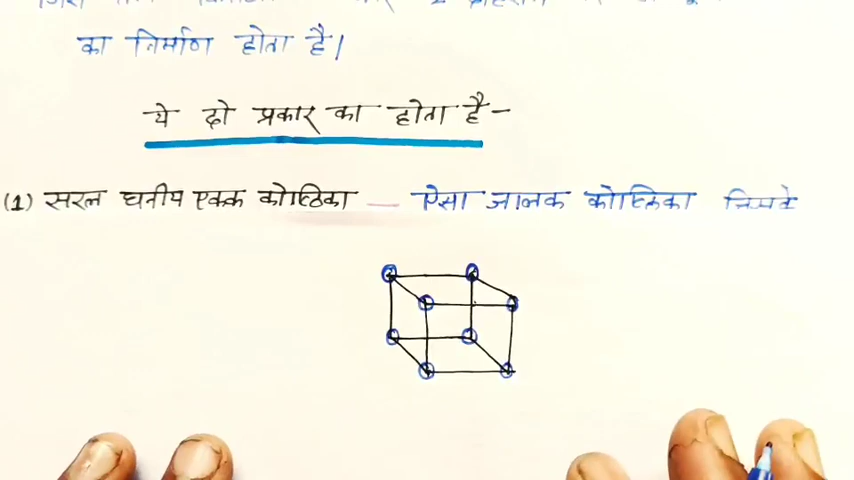 का निर्माण होता है।
ये दो प्रकार का होता है-
(1) सरल घनीय एकक कोष्ठिका — ऐसा जालक कोष्ठिका जिसके